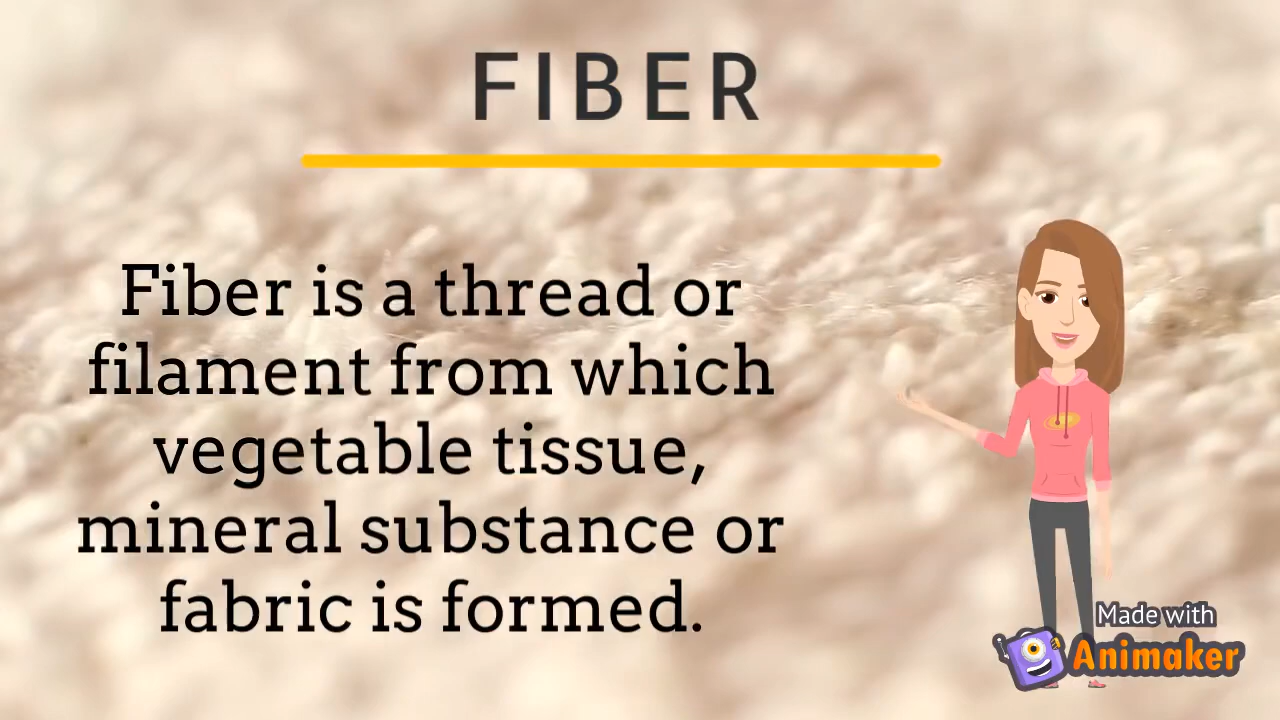 FIBER
Fiber is a thread or
filament from which
vegetable tissue,
mineral substance or
fabric is formed.
Made with
Animaker